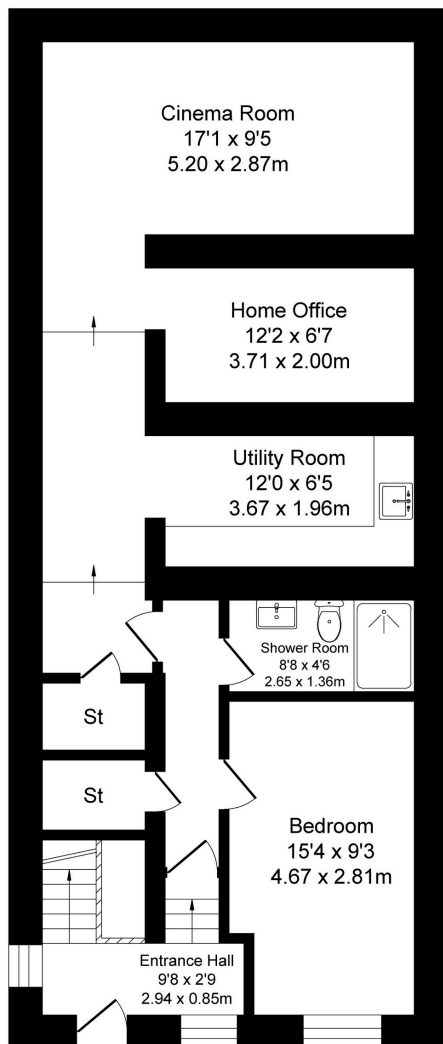 Cinema Room
17'1 x 9'5
5.20 x 2.87m
Home Office
12'2 x 6'7
3.71 x 2.00m
Utility Room
12'0 x 6'5
3.67 x 1.96m
Shower Room
8'8 x 4'6
2.65 x 1.36m
St
St
Bedroom
15'4 x 9'3
4.67 x 2.81m
Entrance Hall
9'8 x 2'9
2.94 x 0.85m